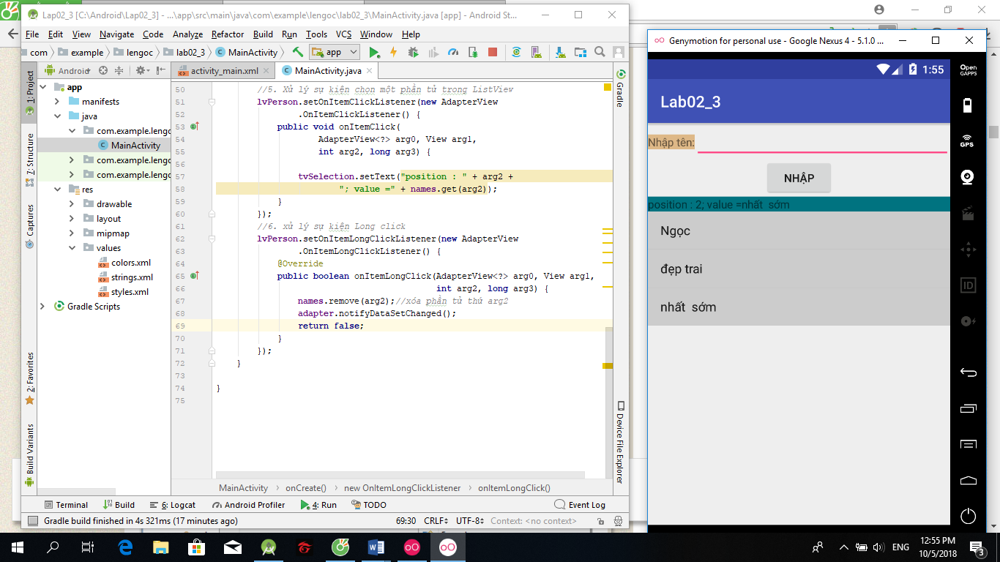 Lap02_3 [C:\Android\Lap02_3] - ...\app\src\main\java\com\example\lengoc\lab02_3\MainActivity.java [app] - Android St...
File Edit View Navigate Code Analyze Refactor Build Run Tools VCS Window Help
com example lengoc lab02_3 MainActivity app
1: Project
7: Structure
Captures
2: Favorites
Build Variants
Android
app
manifests
java
com.example.lengoc
MainActivity
com.example.lengoc
com.example.lengoc
res
drawable
layout
mipmap
values
colors.xml
strings.xml
styles.xml
Gradle Scripts
activity_main.xml MainActivity.java
50 //5. Xử lý sự kiện chọn một phần tử trong ListView
51 lvPerson.setOnItemClickListener(new AdapterView
52 .OnItemClickListener() {
53 public void onItemClick(
54 AdapterView<?> arg0, View arg1,
55 int arg2, long arg3) {
56
57 tvSelection.setText("position : " + arg2 +
58 "; value =" + names.get(arg2));
59 }
60 });
61 //6. xử lý sự kiện Long click
62 lvPerson.setOnItemLongClickListener(new AdapterView
63 .OnItemLongClickListener() {
64 @Override
65 public boolean onItemLongClick(AdapterView<?> arg0, View arg1,
66 int arg2, long arg3) {
67 names.remove(arg2);//xóa phần tử thứ arg2
68 adapter.notifyDataSetChanged();
69 return false;
70 }
71 });
72 }
73
74 }
75
MainActivity onCreate() new OnItemLongClickListener onItemLongClick()
Gradle
Device File Explorer
Terminal Build 6: Logcat Android Profiler 4: Run TODO Event Log
Gradle build finished in 4s 321ms (17 minutes ago) 69:30 CRLF UTF-8 Context: <no context>
Genymotion for personal use - Google Nexus 4 - 5.1.0 ...
1:55
Lab02_3
Nhập tên:
NHẬP
position : 2; value =nhất  sớm
Ngọc
đẹp trai
nhất  sớm
Open
GAPPS
GPS
ID
ENG
12:55 PM
10/5/2018
3